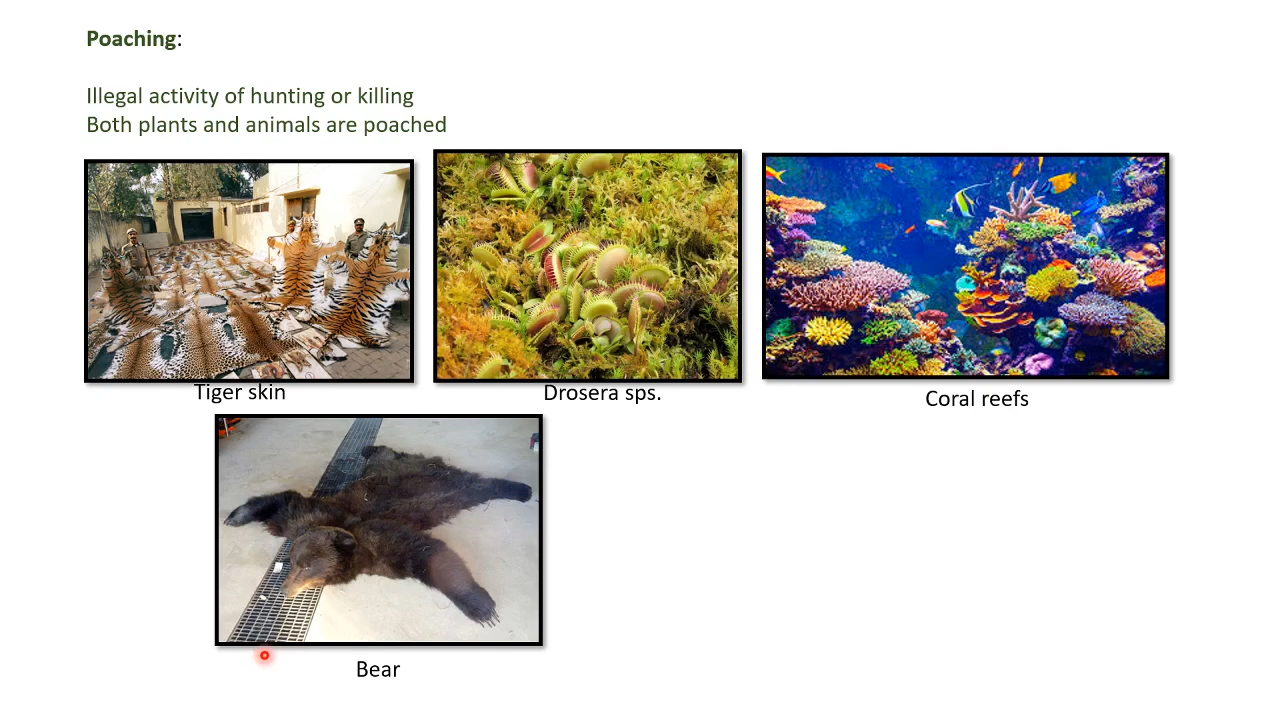 Poaching:
Illegal activity of hunting or killing
Both plants and animals are poached
Tiger skin
Drosera sps.
Coral reefs
Bear